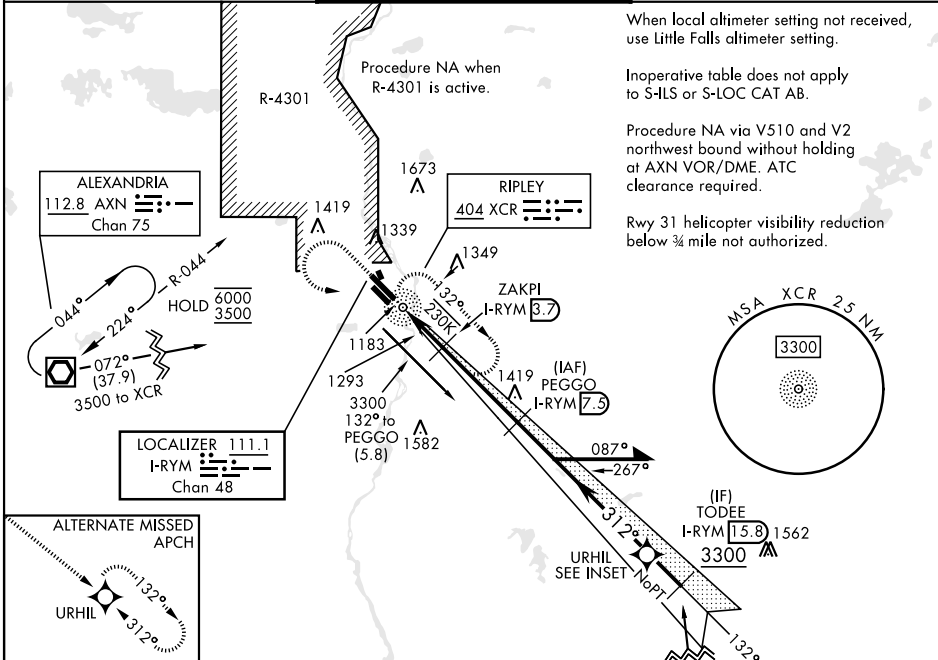 When local altimeter setting not received,
use Little Falls altimeter setting.
Inoperative table does not apply
to S-ILS or S-LOC CAT AB.
Procedure NA via V510 and V2
northwest bound without holding
at AXN VOR/DME. ATC
clearance required.
Rwy 31 helicopter visibility reduction
below ¾ mile not authorized.
Procedure NA when
R-4301 is active.
R-4301
ALEXANDRIA
112.8 AXN
Chan 75
1419
1339
1673
RIPLEY
404 XCR
1349
R-044
044°
224°
HOLD 6000
3500
072°
(37.9)
3500 to XCR
132°
230K
ZAKPI
I-RYM 3.7
1183
1293
3300
132° to
PEGGO
(5.8)
1582
1419
(IAF)
PEGGO
I-RYM 7.5
MSA XCR 25 NM
3300
LOCALIZER 111.1
I-RYM
Chan 48
087°
267°
312°
(IF)
TODEE
I-RYM 15.8
3300
1562
URHIL
SEE INSET
NoPT
132°
ALTERNATE MISSED
APCH
URHIL
132°
312°